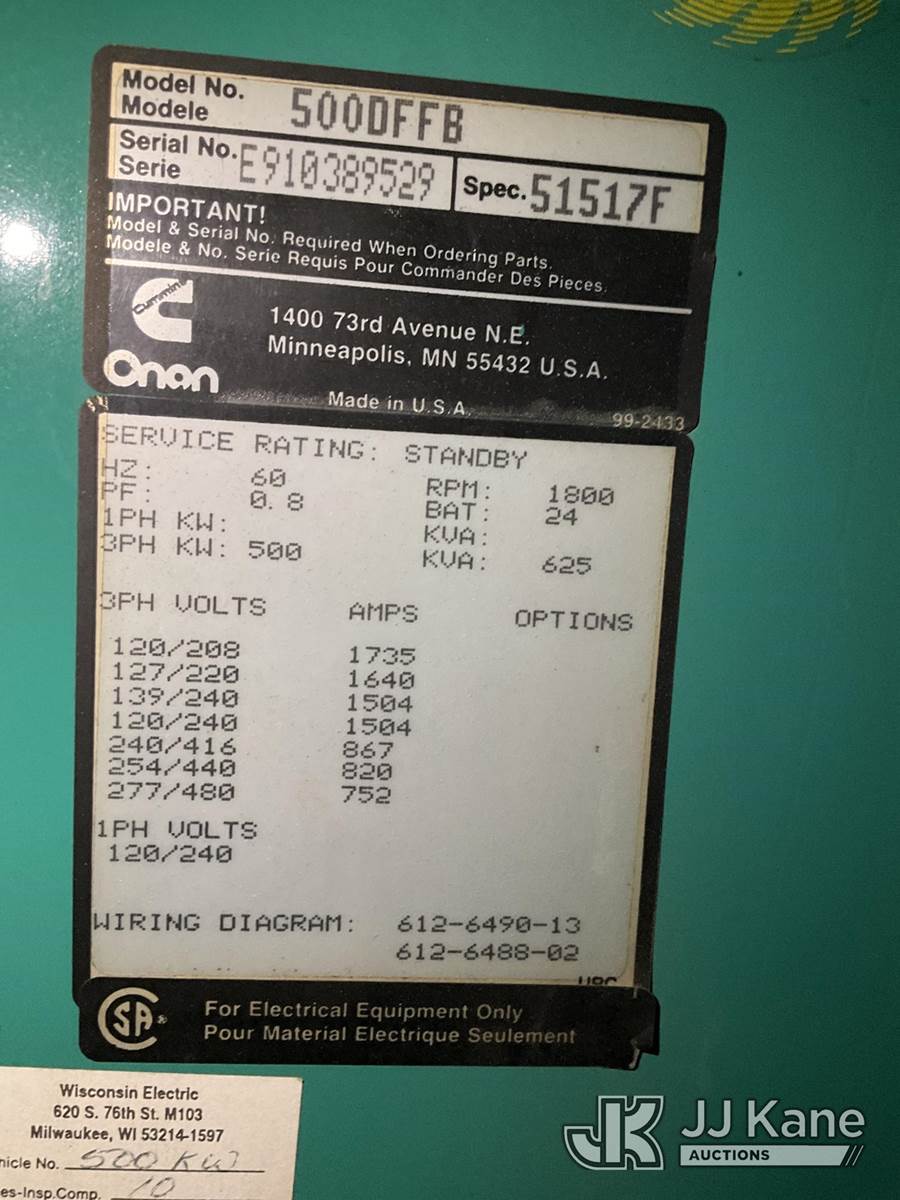 Model No.
Modele
500DFFB
Serial No.
Serie
E910389529
Spec. 51517F
IMPORTANT!
Model & Serial No. Required When Ordering Parts.
Modele & No. Serie Requis Pour Commander Des Pieces.
Cummins
Onan
1400 73rd Avenue N.E.
Minneapolis, MN 55432 U.S.A.
Made in U.S.A.
99-2433
SERVICE RATING: STANDBY
HZ: 60 RPM: 1800
PF: 0.8 BAT: 24
1PH KW: KVA:
3PH KW: 500 KVA: 625
3PH VOLTS AMPS OPTIONS
120/208 1735
127/220 1640
139/240 1504
120/240 1504
240/416 867
254/440 820
277/480 752
1PH VOLTS
120/240
WIRING DIAGRAM: 612-6490-13
612-6488-02
SA
For Electrical Equipment Only
Pour Material Electrique Seulement
Wisconsin Electric
620 S. 76th St. M103
Milwaukee, WI 53214-1597
hicle No. 500 KW
es-Insp.Comp. 10
JK JJ Kane
AUCTIONS